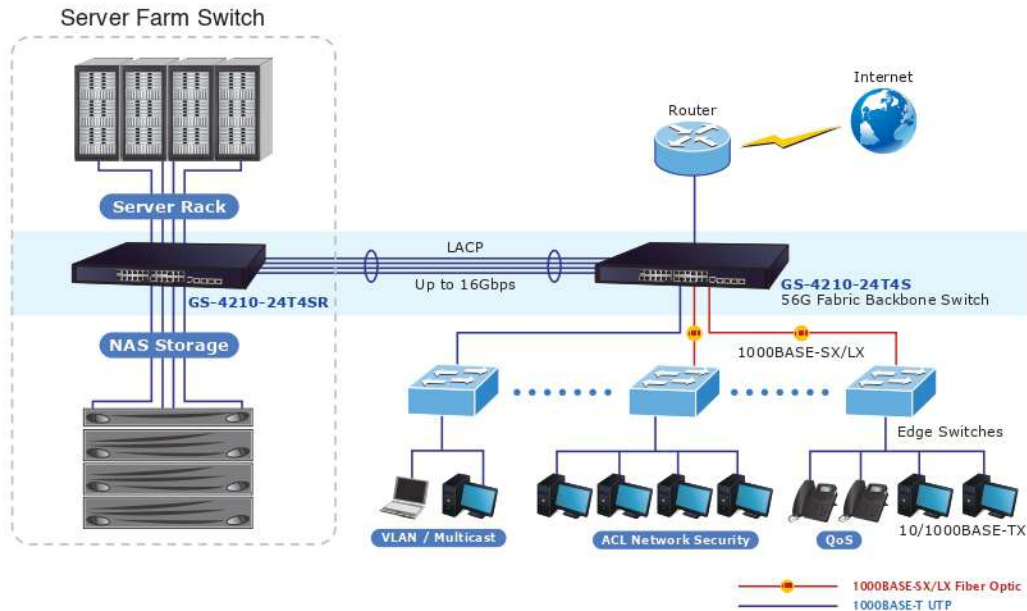 Server Farm Switch
Internet
Router
Server Rack
LACP
Up to 16Gbps
GS-4210-24T4SR
GS-4210-24T4S
56G Fabric Backbone Switch
NAS Storage
1000BASE-SX/LX
Edge Switches
VLAN / Multicast
ACL Network Security
QoS
10/1000BASE-TX
1000BASE-SX/LX Fiber Optic
1000BASE-T UTP